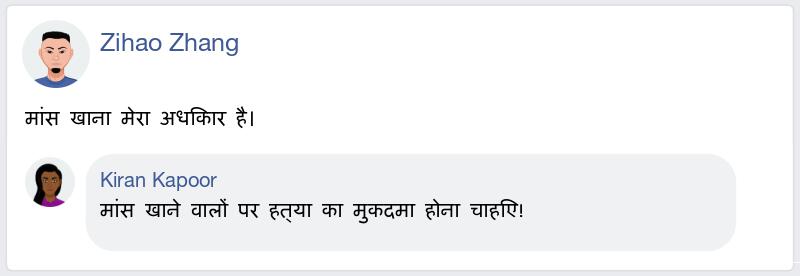 Zihao Zhang
मांस खाना मेरा अधिकार है।
Kiran Kapoor
मांस खाने वालों पर हत्या का मुकदमा होना चाहिए!